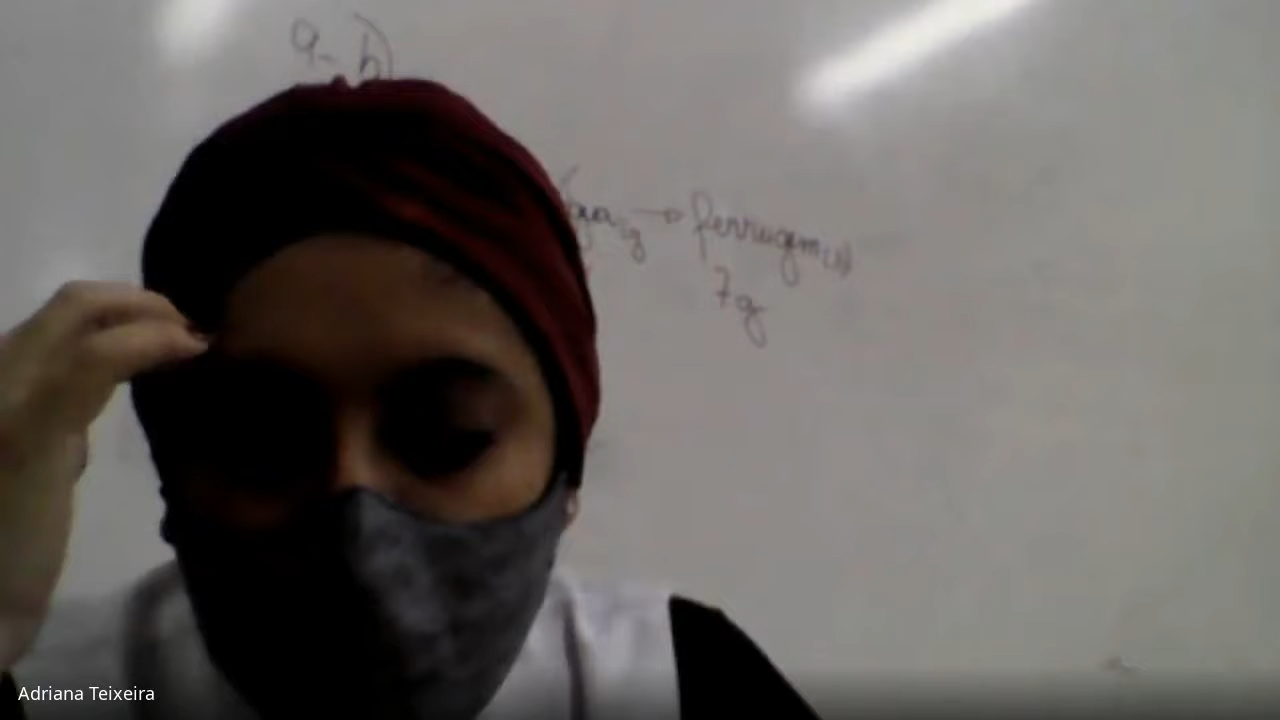 9- b)
→ ferrugem(s)
7g
Adriana Teixeira